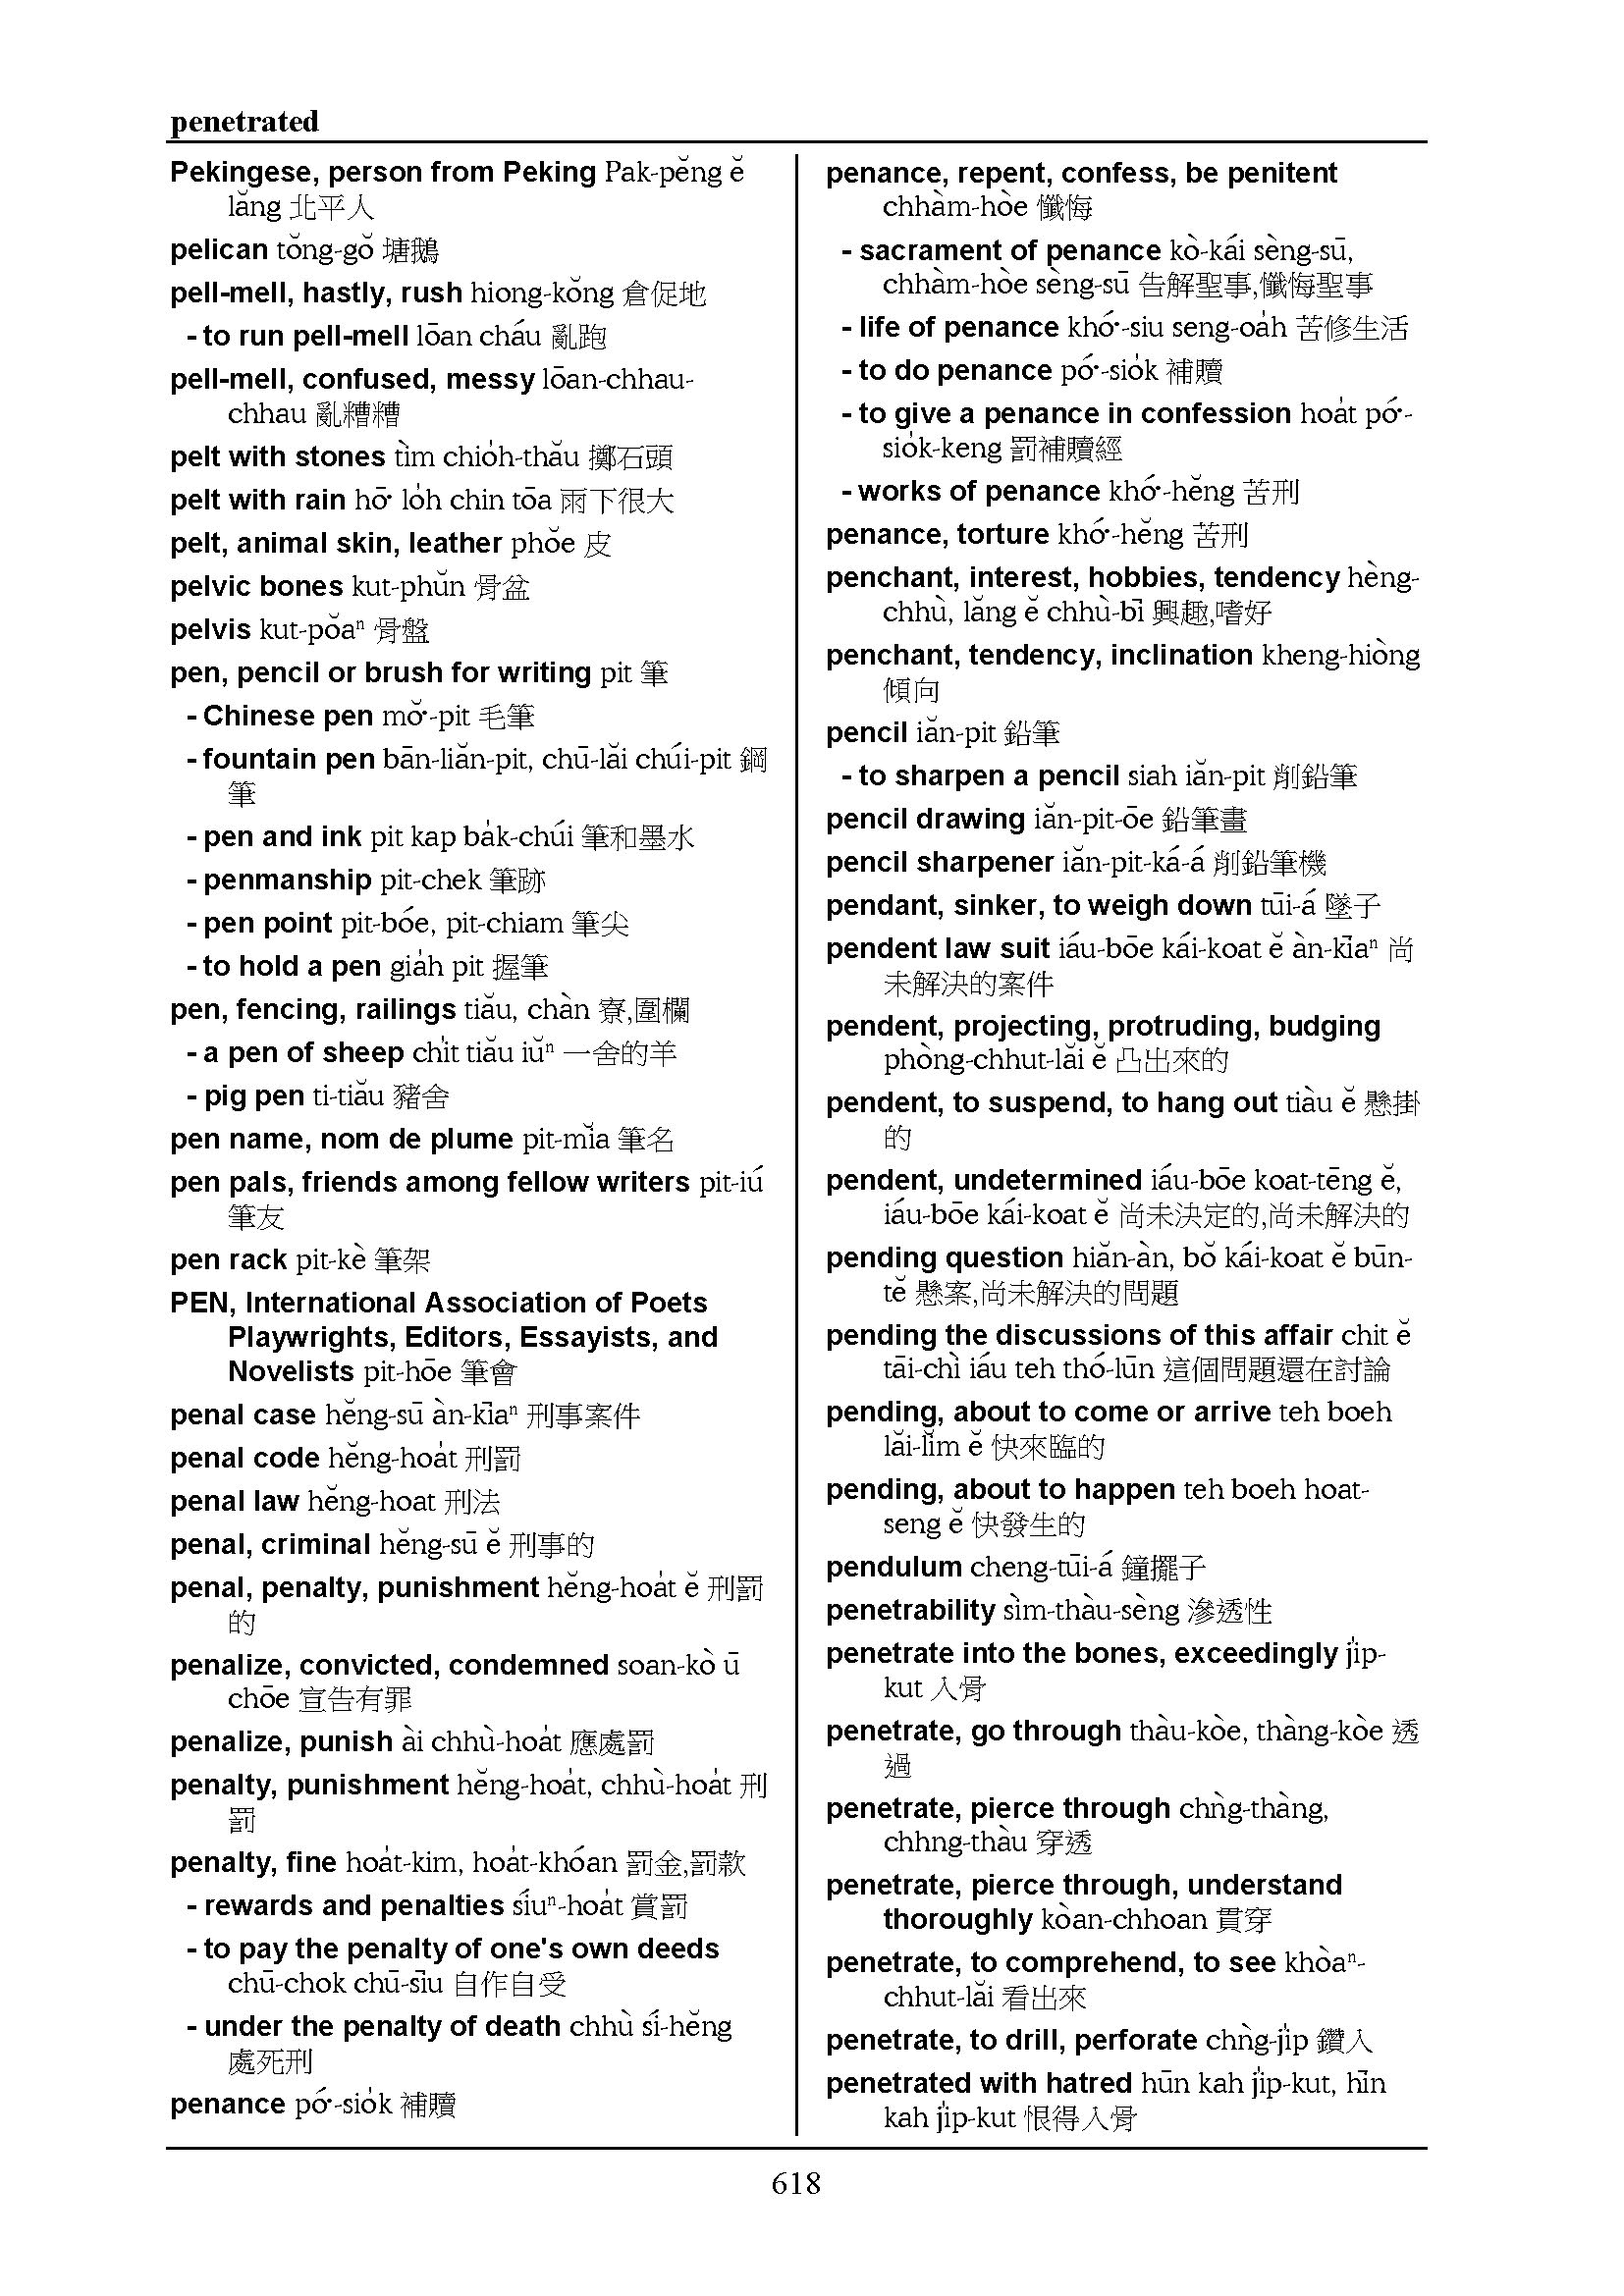 penetrated
Pekingese, person from Peking Pak-pĕng ĕ
lăng 北平人
pelican tŏng-gŏ 塘鵝
pell-mell, hastly, rush hiong-kŏng 倉促地
- to run pell-mell lōan cháu 亂跑
pell-mell, confused, messy lōan-chhau-
chhau 亂糟糟
pelt with stones tìm chio̍h-thău 擲石頭
pelt with rain hō͘ lo̍h chin tōa 雨下很大
pelt, animal skin, leather phŏe 皮
pelvic bones kut-phŭn 骨盆
pelvis kut-pŏaⁿ 骨盤
pen, pencil or brush for writing pit 筆
- Chinese pen mŏ͘-pit 毛筆
- fountain pen bān-liăn-pit, chū-lăi chúi-pit 鋼
筆
- pen and ink pit kap ba̍k-chúi 筆和墨水
- penmanship pit-chek 筆跡
- pen point pit-bóe, pit-chiam 筆尖
- to hold a pen gia̍h pit 握筆
pen, fencing, railings tiău, chàn 寮,圍欄
- a pen of sheep chi̍t tiău iŭⁿ 一舍的羊
- pig pen ti-tiău 豬舍
pen name, nom de plume pit-mĭa 筆名
pen pals, friends among fellow writers pit-iú
筆友
pen rack pit-kè 筆架
PEN, International Association of Poets
Playwrights, Editors, Essayists, and
Novelists pit-hōe 筆會
penal case hĕng-sū àn-kīaⁿ 刑事案件
penal code hĕng-hoa̍t 刑罰
penal law hĕng-hoat 刑法
penal, criminal hĕng-sū ĕ 刑事的
penal, penalty, punishment hĕng-hoa̍t ĕ 刑罰
的
penalize, convicted, condemned soan-kò ū
chōe 宣告有罪
penalize, punish ài chhù-hoa̍t 應處罰
penalty, punishment hĕng-hoa̍t, chhù-hoa̍t 刑
罰
penalty, fine hoa̍t-kim, hoa̍t-khóan 罰金,罰款
- rewards and penalties síuⁿ-hoa̍t 賞罰
- to pay the penalty of one's own deeds
chū-chok chū-sīu 自作自受
- under the penalty of death chhù sí-hĕng
處死刑
penance pó͘-sio̍k 補贖
penance, repent, confess, be penitent
chhàm-hòe 懺悔
- sacrament of penance kò-kái sèng-sū,
chhàm-hòe sèng-sū 告解聖事,懺悔聖事
- life of penance khó͘-siu seng-oa̍h 苦修生活
- to do penance pó͘-sio̍k 補贖
- to give a penance in confession hoa̍t pó͘-
sio̍k-keng 罰補贖經
- works of penance khó͘-hĕng 苦刑
penance, torture khó͘-hĕng 苦刑
penchant, interest, hobbies, tendency hèng-
chhù, lăng ĕ chhù-bī 興趣,嗜好
penchant, tendency, inclination kheng-hiòng
傾向
pencil iăn-pit 鉛筆
- to sharpen a pencil siah iăn-pit 削鉛筆
pencil drawing iăn-pit-ōe 鉛筆畫
pencil sharpener iăn-pit-ká-á 削鉛筆機
pendant, sinker, to weigh down tūi-á 墜子
pendent law suit iáu-bōe kái-koat ĕ àn-kīaⁿ 尚
未解決的案件
pendent, projecting, protruding, budging
phòng-chhut-lăi ĕ 凸出來的
pendent, to suspend, to hang out tiàu ĕ 懸掛
的
pendent, undetermined iáu-bōe koat-tēng ĕ,
iáu-bōe kái-koat ĕ 尚未決定的,尚未解決的
pending question hiăn-àn, bŏ kái-koat ĕ būn-
tĕ 懸案,尚未解決的問題
pending the discussions of this affair chit ĕ
tāi-chì iáu teh thó-lūn 這個問題還在討論
pending, about to come or arrive teh boeh
lăi-lĭm ĕ 快來臨的
pending, about to happen teh boeh hoat-
seng ĕ 快發生的
pendulum cheng-tūi-á 鐘擺子
penetrability sìm-thàu-sèng 滲透性
penetrate into the bones, exceedingly ji̍p-
kut 入骨
penetrate, go through thàu-kòe, thàng-kòe 透
過
penetrate, pierce through chǹg-thàng,
chhng-thàu 穿透
penetrate, pierce through, understand
thoroughly kòan-chhoan 貫穿
penetrate, to comprehend, to see khòaⁿ-
chhut-lăi 看出來
penetrate, to drill, perforate chǹg-ji̍p 鑽入
penetrated with hatred hūn kah ji̍p-kut, hīn
kah ji̍p-kut 恨得入骨
618